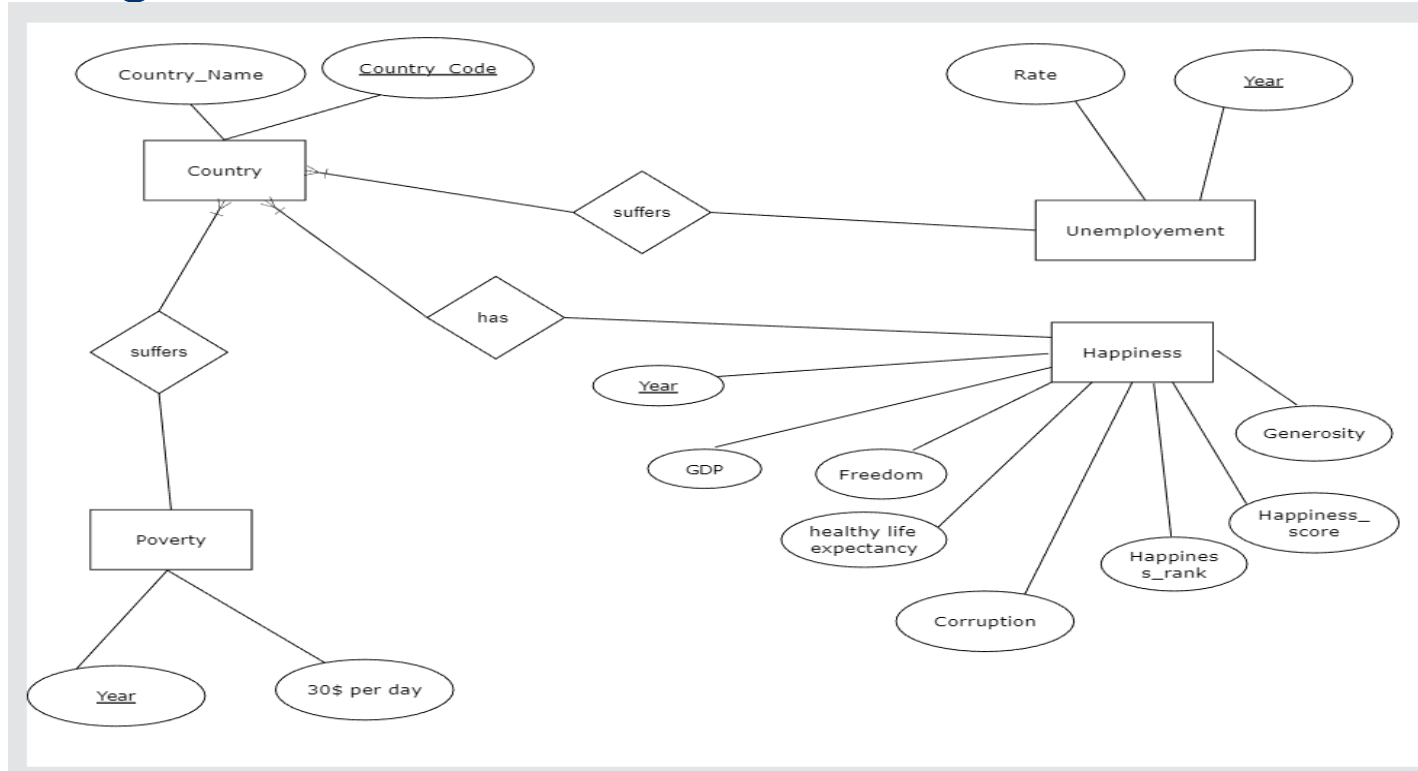 Country_Name
Country_Code
Rate
Year
Country
suffers
Unemployement
has
suffers
Happiness
Year
Generosity
GDP
Freedom
healthy life
expectancy
Happiness_
score
Happines
s_rank
Poverty
Corruption
Year
30$ per day